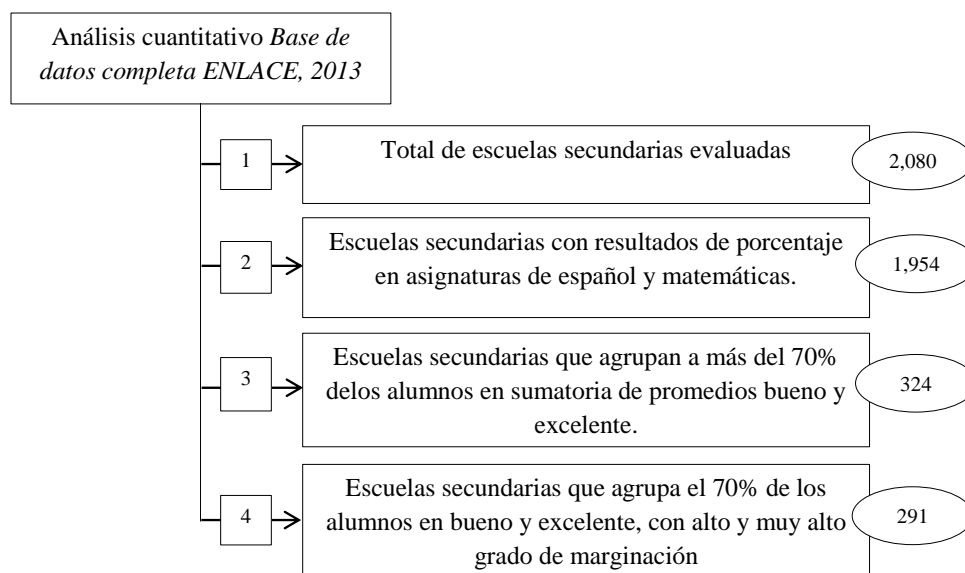 Análisis cuantitativo Base de
datos completa ENLACE, 2013
1
Total de escuelas secundarias evaluadas
2,080
2
Escuelas secundarias con resultados de porcentaje
en asignaturas de español y matemáticas.
1,954
3
Escuelas secundarias que agrupan a más del 70%
delos alumnos en sumatoria de promedios bueno y
excelente.
324
4
Escuelas secundarias que agrupa el 70% de los
alumnos en bueno y excelente, con alto y muy alto
grado de marginación
291